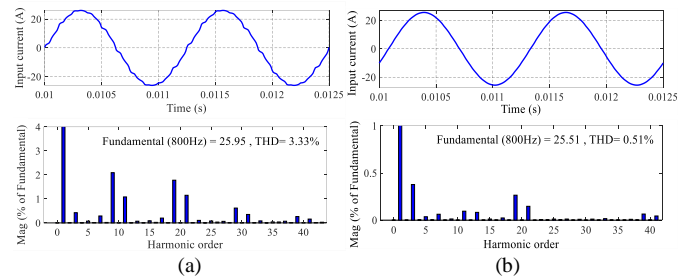 Input current (A)
20
0
-20
0.01 0.0105 0.011 0.0115 0.012 0.0125
Time (s)
Mag (% of Fundamental)
4
3
2
1
0
Fundamental (800Hz) = 25.95 , THD= 3.33%
0 5 10 15 20 25 30 35 40
Harmonic order
(a)
Input current (A)
20
0
-20
0.01 0.0105 0.011 0.0115 0.012 0.0125
Time (s)
Mag (% of Fundamental)
1
0.5
0
Fundamental (800Hz) = 25.51 , THD= 0.51%
0 5 10 15 20 25 30 35 40
Harmonic order
(b)